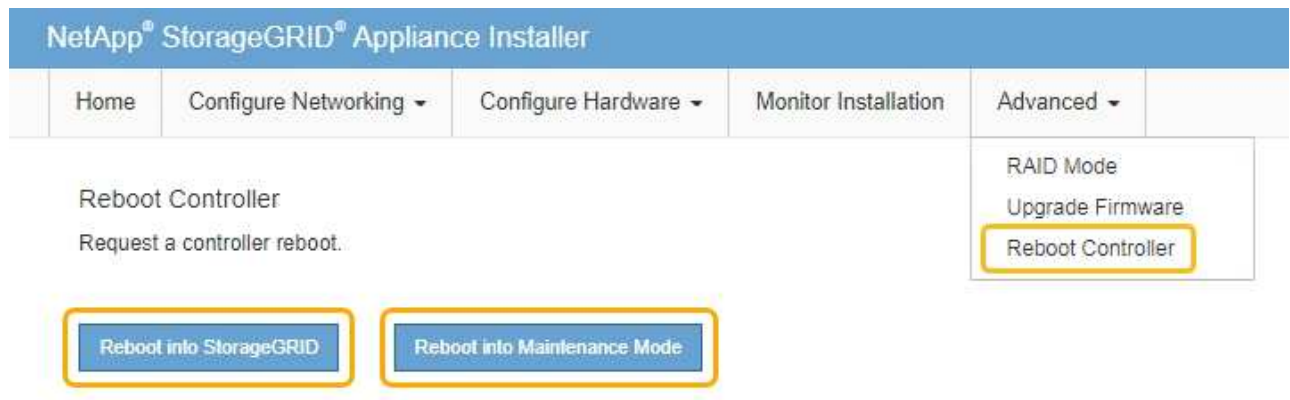 NetApp® StorageGRID® Appliance Installer
Home Configure Networking Configure Hardware Monitor Installation Advanced
RAID Mode
Upgrade Firmware
Reboot Controller
Reboot Controller
Request a controller reboot.
Reboot into StorageGRID Reboot into Maintenance Mode